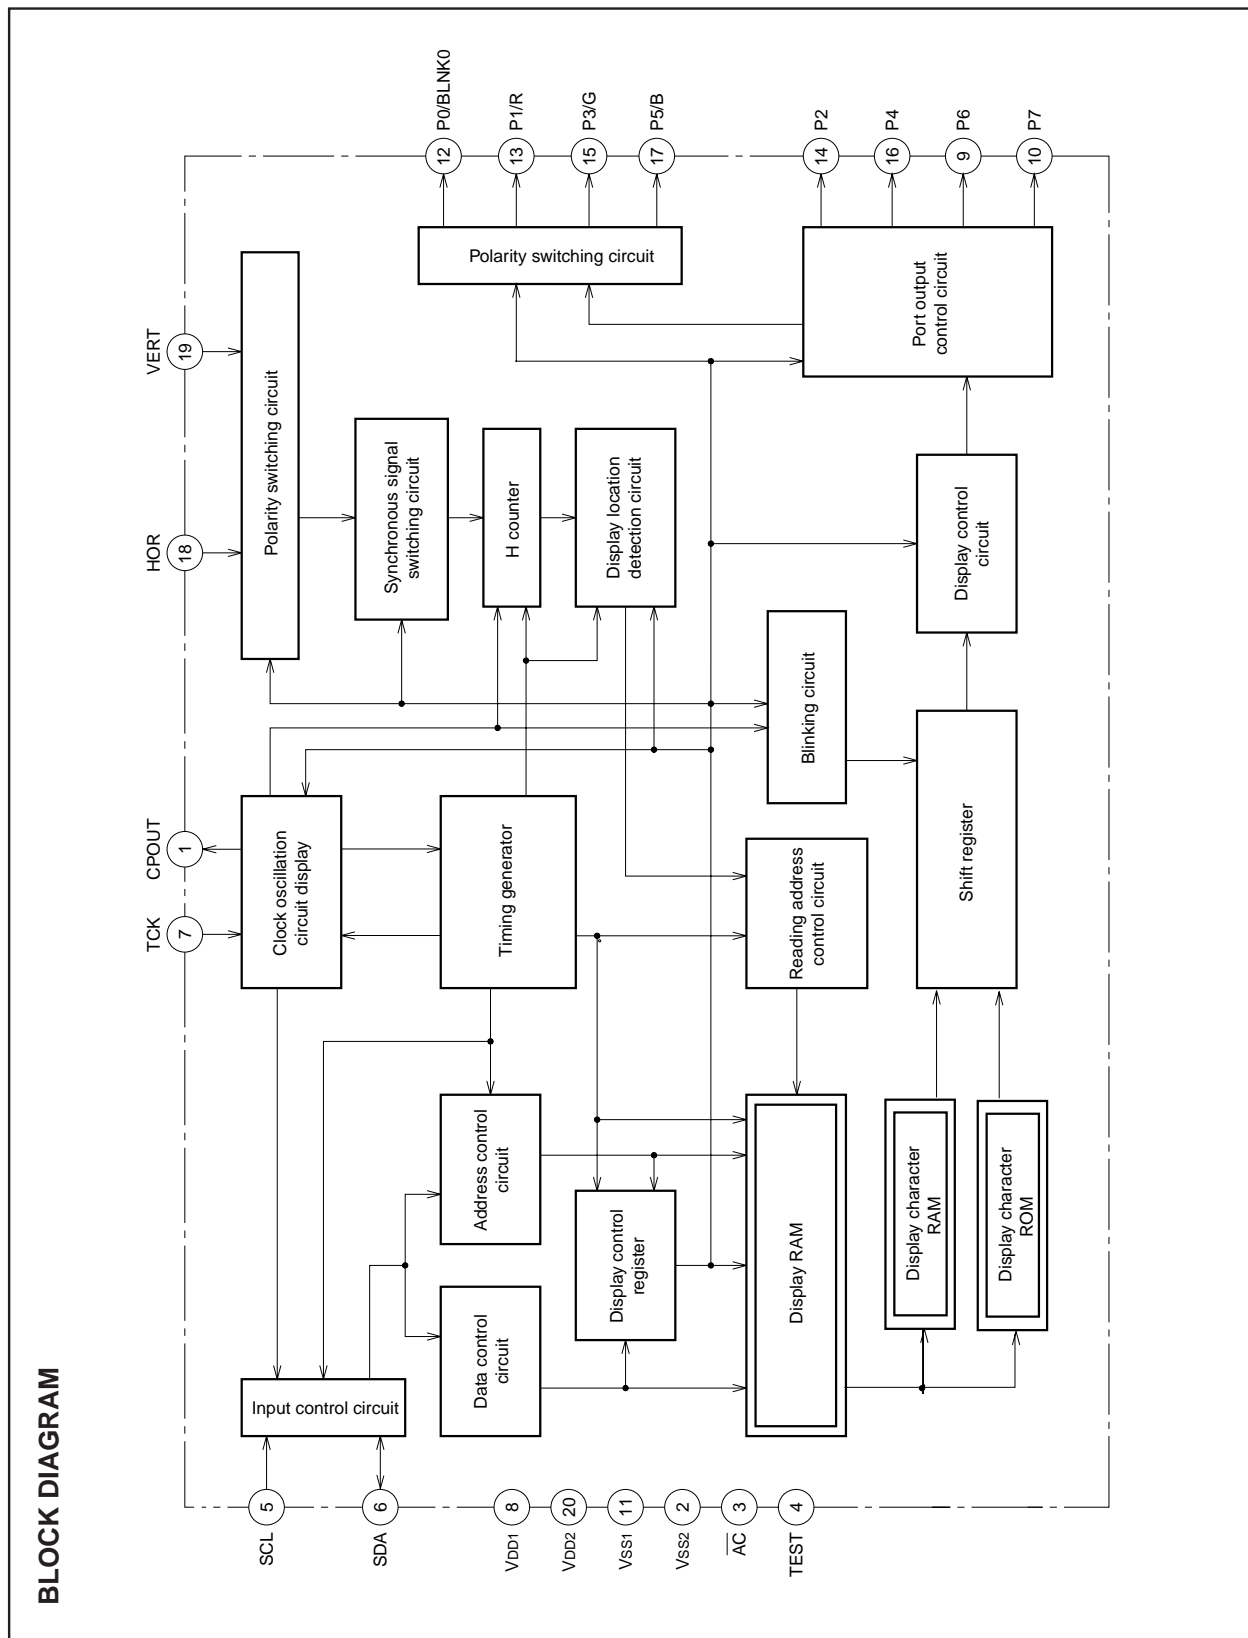 BLOCK DIAGRAM
TCK
7
CPOUT
1
HOR
18
VERT
19
SCL
5
SDA
6
VDD1
8
VDD2
20
VSS1
11
VSS2
2
AC
3
TEST
4
Input control circuit
Clock oscillation
circuit display
Polarity switching circuit
Data control
circuit
Address control
circuit
Timing generator
Synchronous signal
switching circuit
H counter
Display control
register
Display location
detection circuit
Display RAM
Reading address
control circuit
Blinking circuit
Display character
RAM
Display character
ROM
Shift register
Display control
circuit
Polarity switching circuit
Port output
control circuit
12
P0/BLNK0
13
P1/R
15
P3/G
17
P5/B
14
P2
16
P4
9
P6
10
P7